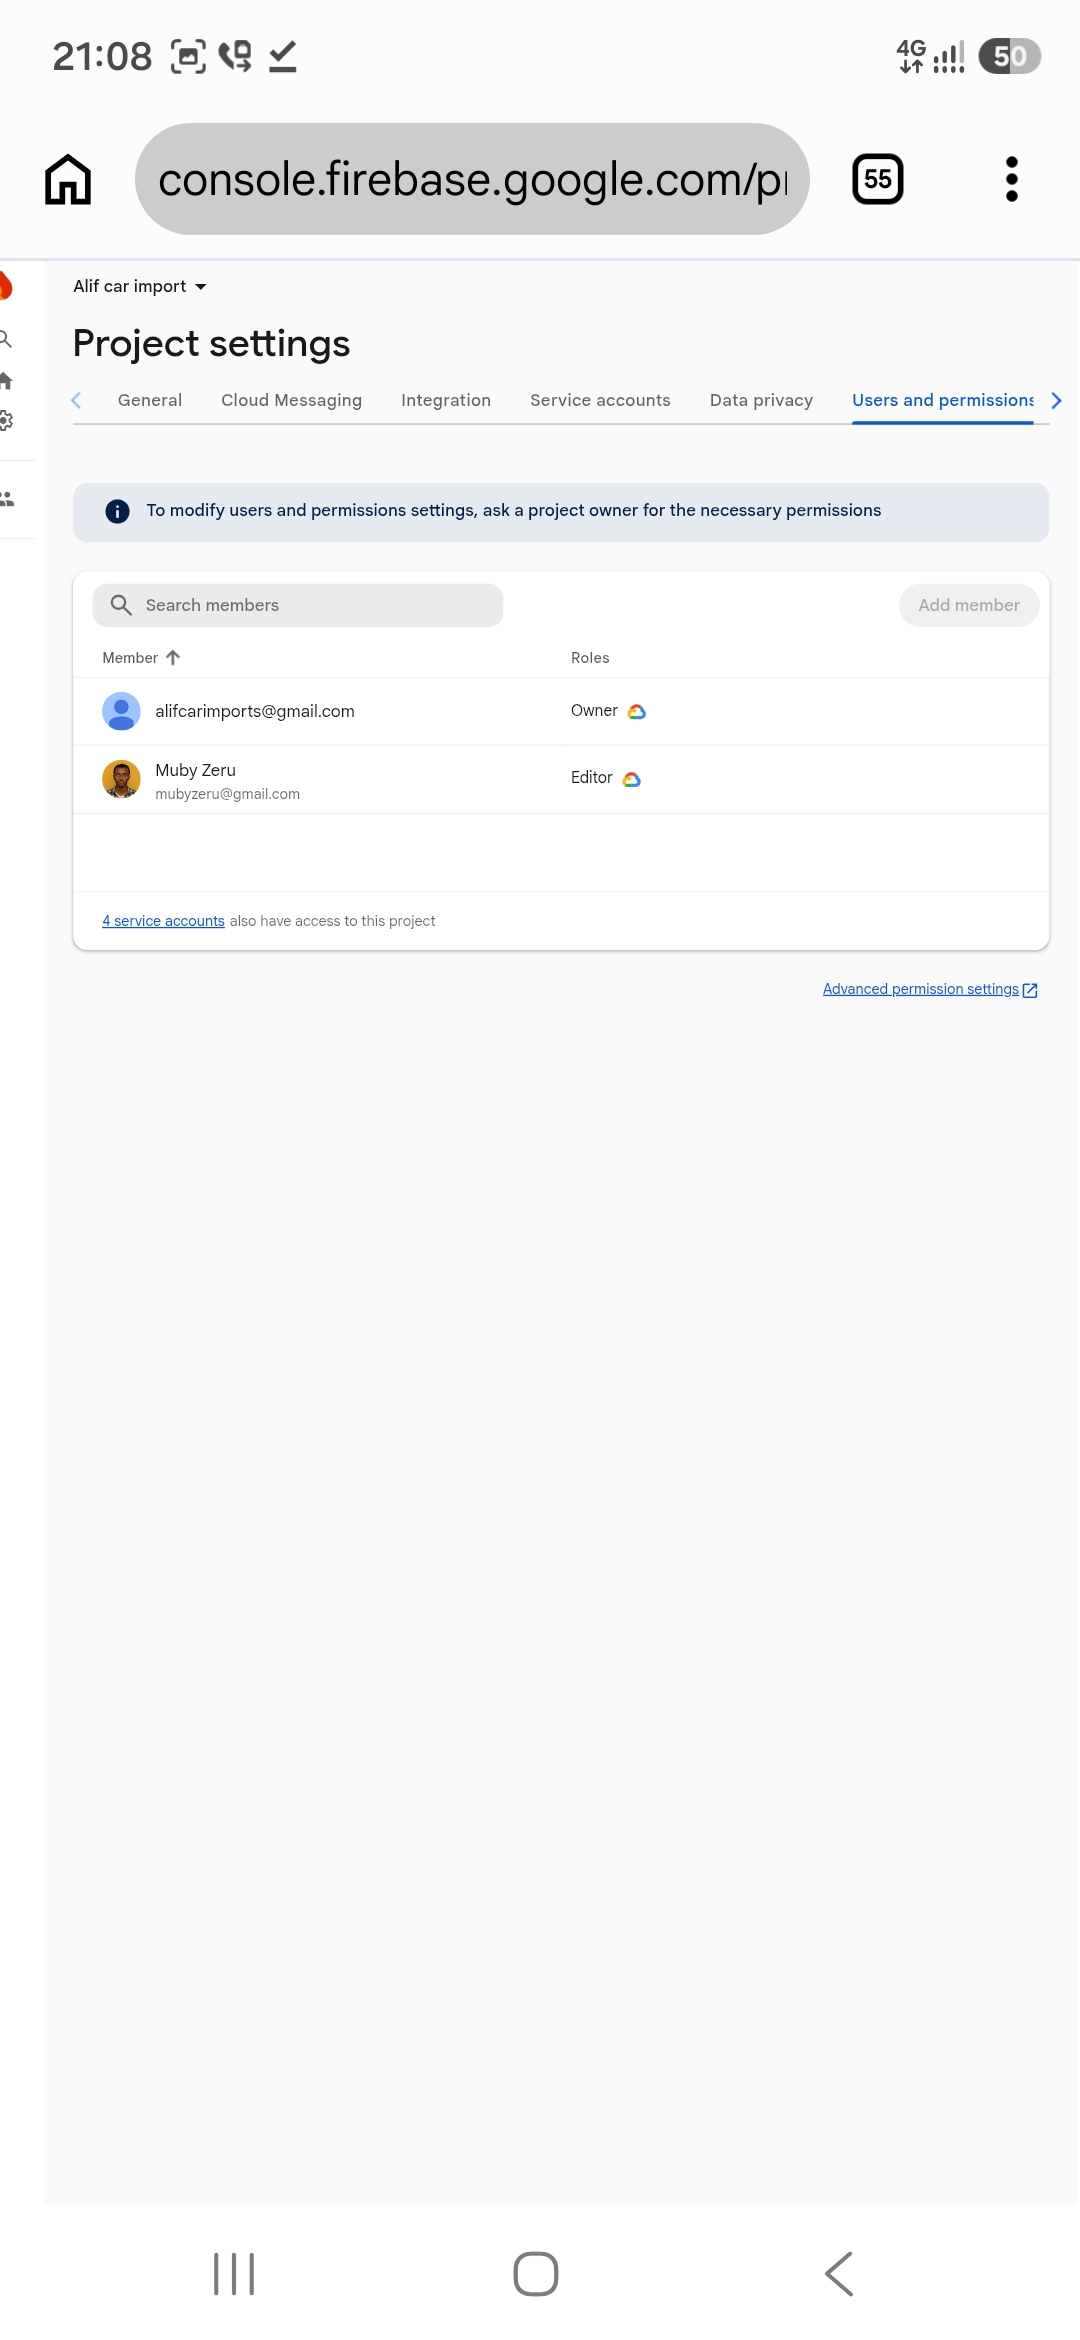 21:08
4G
50
console.firebase.google.com/p
55
Alif car import
Project settings
General Cloud Messaging Integration Service accounts Data privacy Users and permissions
To modify users and permissions settings, ask a project owner for the necessary permissions
Search members
Add member
Member Roles
alifcarimports@gmail.com Owner
Muby Zeru Editor
mubyzeru@gmail.com
4 service accounts also have access to this project
Advanced permission settings